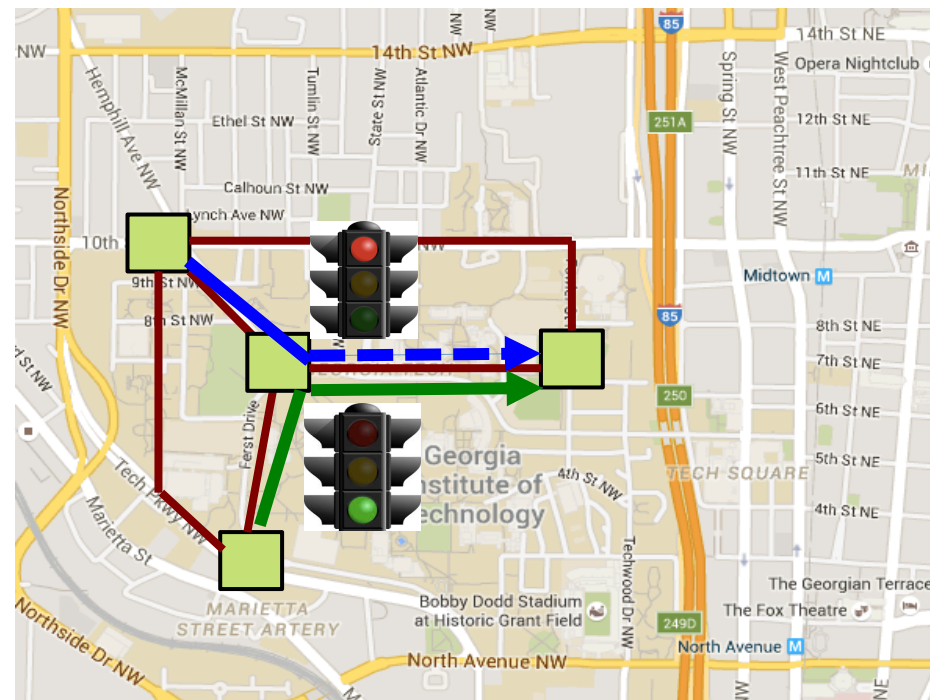 85
NW
14th St NW
14th St NE
Opera Nightclub
Hemphill Ave NW
McMillan St NW
Tumlin St NW
State St NW
Atlantic Dr NW
Spring St NW
West Peachtree St NW
NW
NW
251A
Ethel St NW
12th St NE
11th St NE
Calhoun St NW
Lynch Ave NW
Northside Dr NW
10th
NW
Midtown M
9th St NW
8th St NW
85
8th St NE
7th St NE
250
6th St NE
Ferst Drive
Georgia
Institute of
Technology
5th St NE
TECH SQUARE
4th St NW
4th St NE
Tech Pkwy NW
Marietta St
Techwood Dr NW
MARIETTA
STREET ARTERY
Bobby Dodd Stadium
at Historic Grant Field
The Georgian Terrace
The Fox Theatre
249D
North Avenue M
North Avenue NW
Northside Dr NW
NE